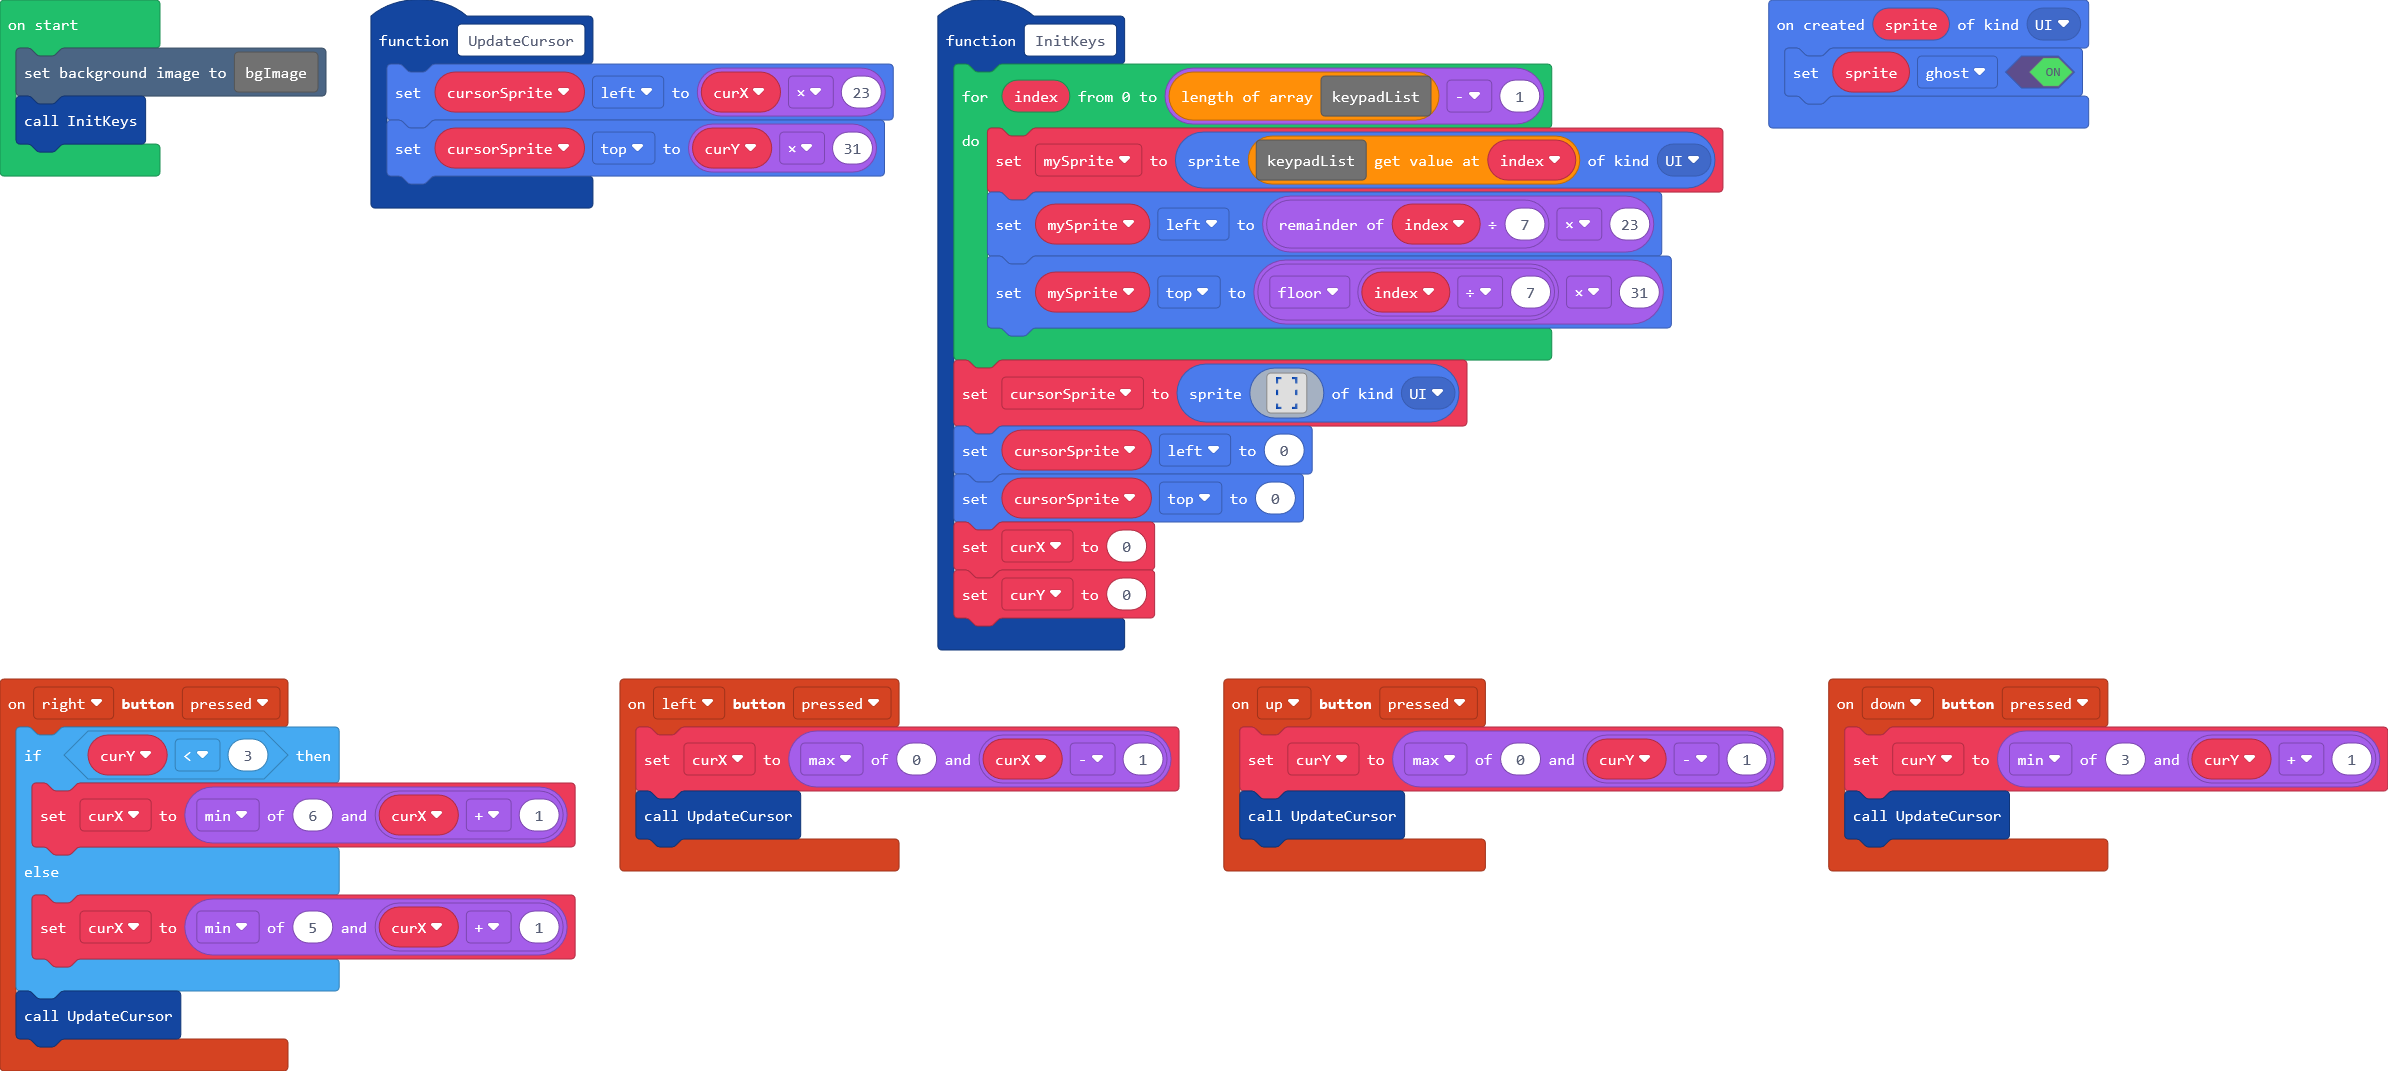 on start
set background image to bgImage
call InitKeys
function UpdateCursor
set cursorSprite left to curX × 23
set cursorSprite top to curY × 31
function InitKeys
for index from 0 to length of array keypadList - 1
do
set mySprite to sprite keypadList get value at index of kind UI
set mySprite left to remainder of index ÷ 7 × 23
set mySprite top to floor index ÷ 7 × 31
set cursorSprite to sprite of kind UI
set cursorSprite left to 0
set cursorSprite top to 0
set curX to 0
set curY to 0
on created sprite of kind UI
set sprite ghost ON
on right button pressed
if curY < 3 then
set curX to min of 6 and curX + 1
else
set curX to min of 5 and curX + 1
call UpdateCursor
on left button pressed
set curX to max of 0 and curX - 1
call UpdateCursor
on up button pressed
set curY to max of 0 and curY - 1
call UpdateCursor
on down button pressed
set curY to min of 3 and curY + 1
call UpdateCursor